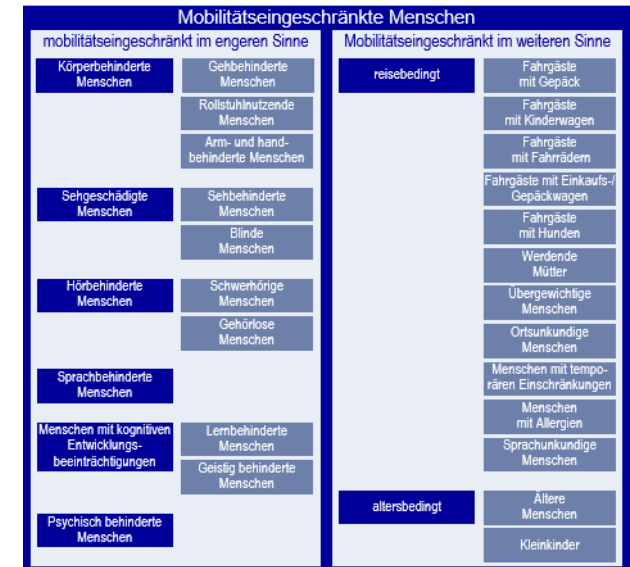 Mobilitätseingeschränkte Menschen
mobilitätseingeschränkt im engeren Sinne
Körperbehinderte
Menschen
Gehbehinderte
Menschen
Rollstuhlnutzende
Menschen
Arm- und hand-
behinderte Menschen
Sehgeschädigte
Menschen
Sehbehinderte
Menschen
Blinde
Menschen
Hörbehinderte
Menschen
Schwerhörige
Menschen
Gehörlose
Menschen
Sprachbehinderte
Menschen
Menschen mit kognitiven
Entwicklungs-
beeinträchtigungen
Lernbehinderte
Menschen
Geistig behinderte
Menschen
Psychisch behinderte
Menschen
Mobilitätseingeschränkt im weiteren Sinne
reisebedingt
Fahrgäste
mit Gepäck
Fahrgäste
mit Kinderwagen
Fahrgäste
mit Fahrrädern
Fahrgäste mit Einkaufs-/
Gepäckwagen
Fahrgäste
mit Hunden
Werdende
Mütter
Übergewichtige
Menschen
Ortsunkundige
Menschen
Menschen mit tempo-
rären Einschränkungen
Menschen
mit Allergien
Sprachunkundige
Menschen
altersbedingt
Ältere
Menschen
Kleinkinder